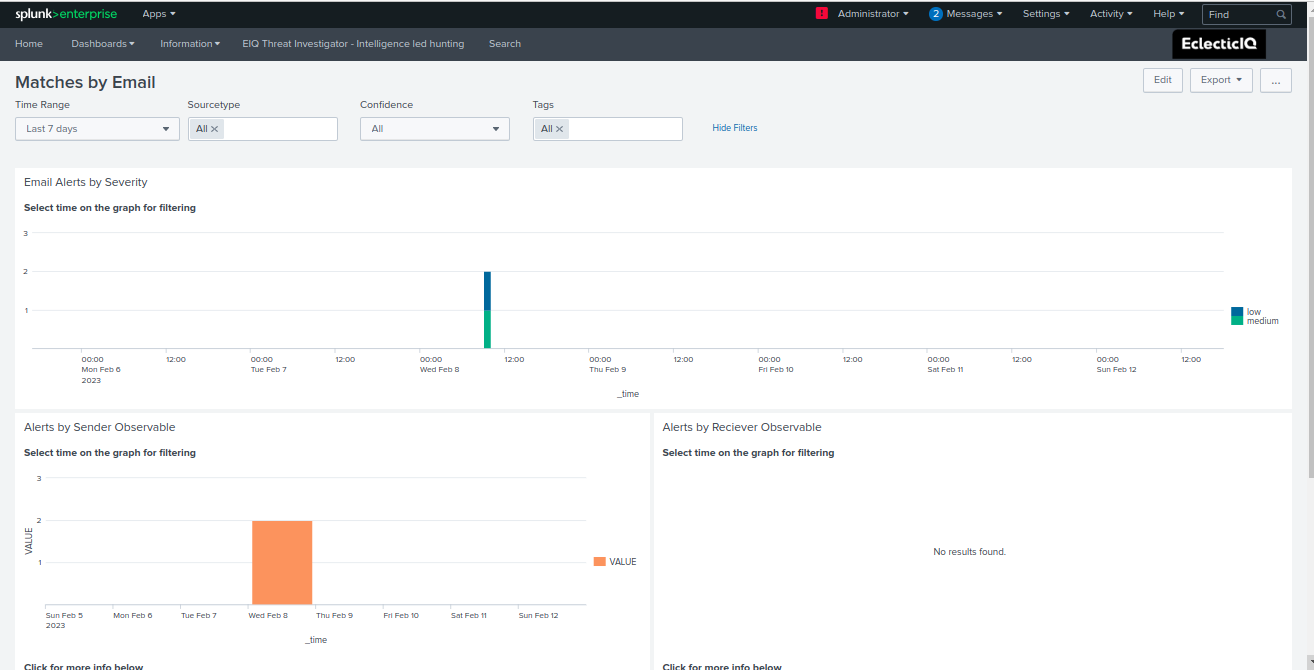 splunk>enterprise Apps ! Administrator 2 Messages Settings Activity Help Find
Home Dashboards Information EIQ Threat Investigator - Intelligence led hunting Search EclecticIQ
Matches by Email Edit Export ...
Time Range Sourcetype Confidence Tags
Last 7 days All × All All × Hide Filters
Email Alerts by Severity
Select time on the graph for filtering
3
2
1
low
medium
00:00 12:00 00:00 12:00 00:00 12:00 00:00 12:00 00:00 12:00 00:00 12:00 00:00 12:00
Mon Feb 6 Tue Feb 7 Wed Feb 8 Thu Feb 9 Fri Feb 10 Sat Feb 11 Sun Feb 12
2023
_time
Alerts by Sender Observable
Select time on the graph for filtering
3
2
1
VALUE
VALUE
Sun Feb 5 Mon Feb 6 Tue Feb 7 Wed Feb 8 Thu Feb 9 Fri Feb 10 Sat Feb 11 Sun Feb 12
2023
_time
Click for more info below
Alerts by Reciever Observable
Select time on the graph for filtering
No results found.
Click for more info below